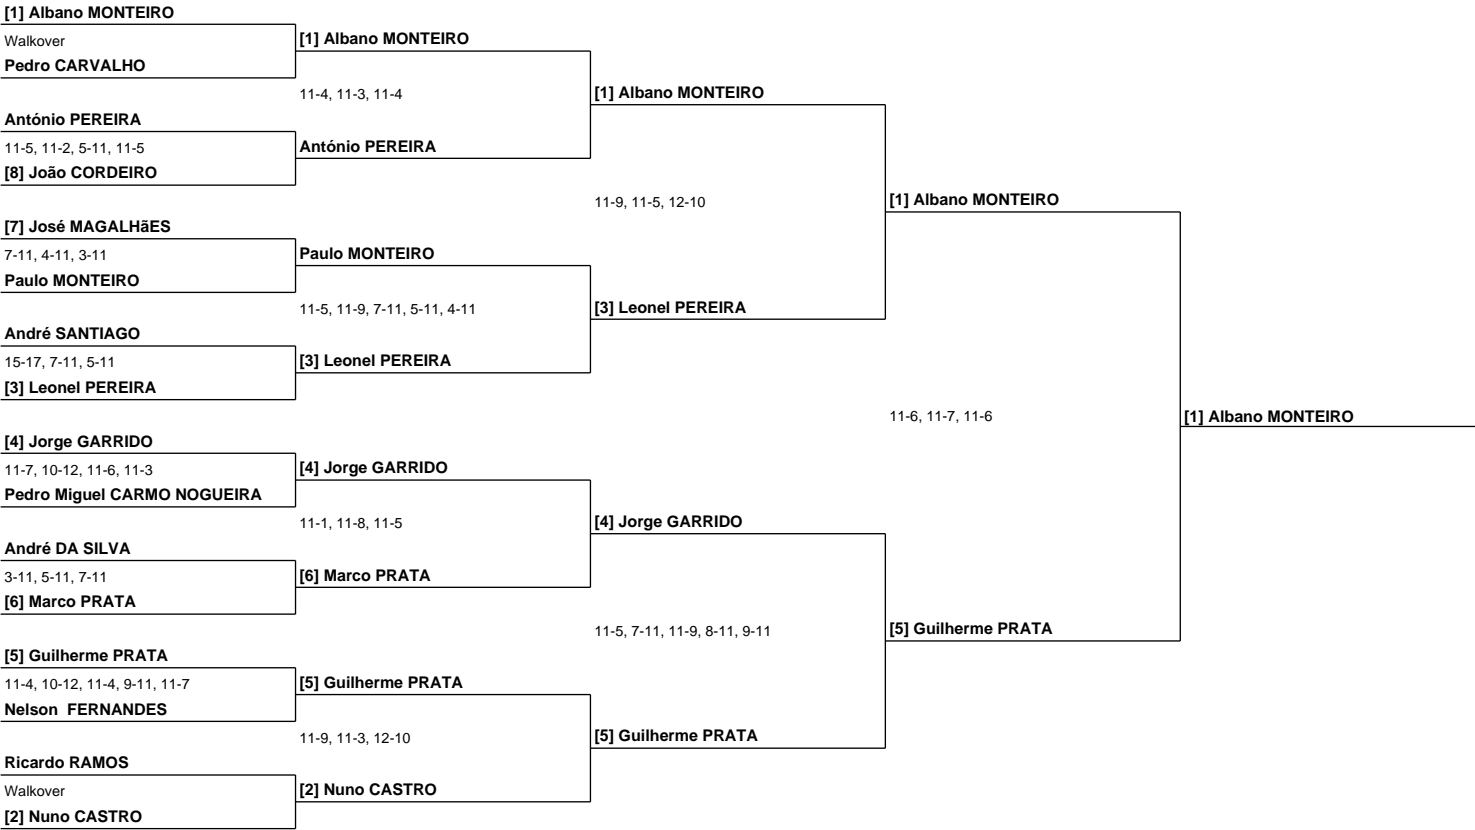 [1] Albano MONTEIRO
Walkover
Pedro CARVALHO
António PEREIRA
11-5, 11-2, 5-11, 11-5
[8] João CORDEIRO
[7] José MAGALHãES
7-11, 4-11, 3-11
Paulo MONTEIRO
André SANTIAGO
15-17, 7-11, 5-11
[3] Leonel PEREIRA
[4] Jorge GARRIDO
11-7, 10-12, 11-6, 11-3
Pedro Miguel CARMO NOGUEIRA
André DA SILVA
3-11, 5-11, 7-11
[6] Marco PRATA
[5] Guilherme PRATA
11-4, 10-12, 11-4, 9-11, 11-7
Nelson  FERNANDES
Ricardo RAMOS
Walkover
[2] Nuno CASTRO
[1] Albano MONTEIRO
11-4, 11-3, 11-4
António PEREIRA
Paulo MONTEIRO
11-5, 11-9, 7-11, 5-11, 4-11
[3] Leonel PEREIRA
[4] Jorge GARRIDO
11-1, 11-8, 11-5
[6] Marco PRATA
[5] Guilherme PRATA
11-9, 11-3, 12-10
[2] Nuno CASTRO
[1] Albano MONTEIRO
11-9, 11-5, 12-10
[3] Leonel PEREIRA
[4] Jorge GARRIDO
11-5, 7-11, 11-9, 8-11, 9-11
[5] Guilherme PRATA
[1] Albano MONTEIRO
11-6, 11-7, 11-6
[5] Guilherme PRATA
[1] Albano MONTEIRO